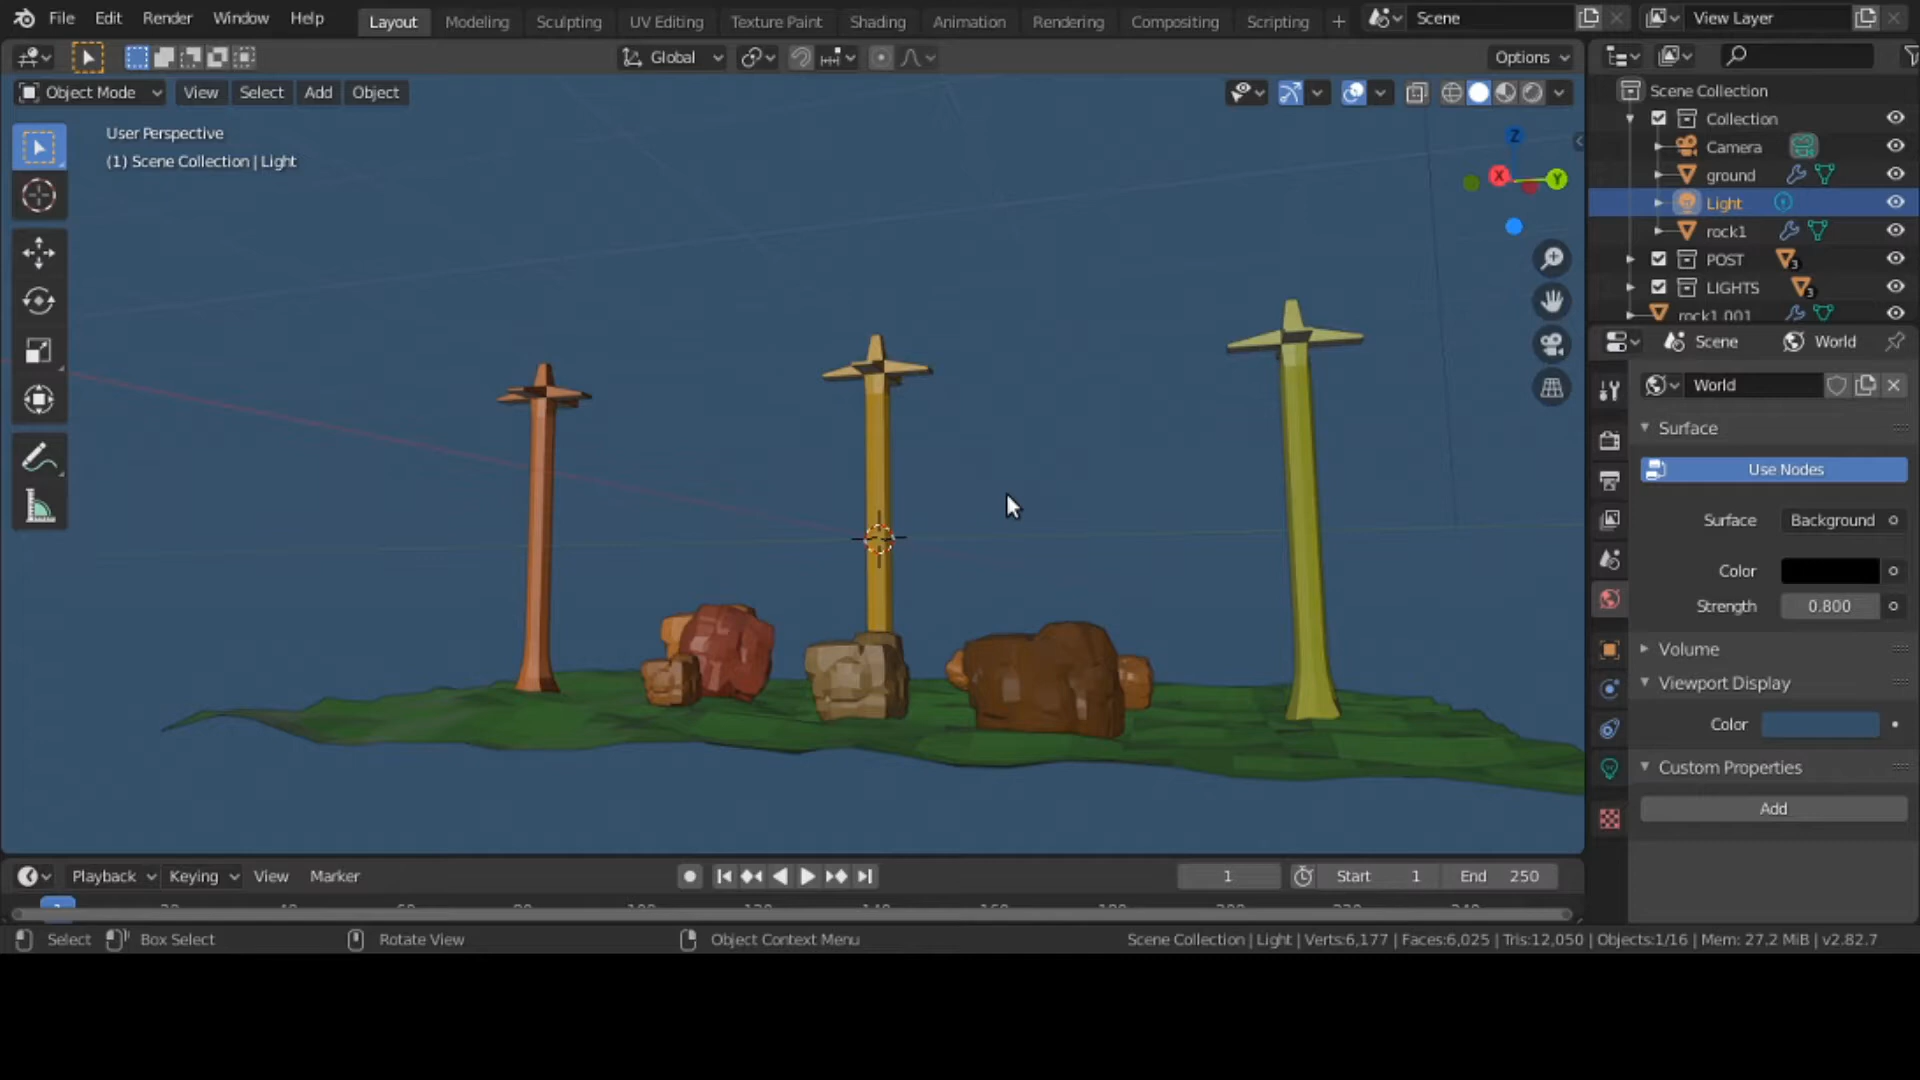 File Edit Render Window Help Layout Modeling Sculpting UV Editing Texture Paint Shading Animation Rendering Compositing Scripting + Scene View Layer
Global Options
Object Mode View Select Add Object
User Perspective
(1) Scene Collection | Light
Z
X Y
Scene Collection
Collection
Camera
ground
Light
rock1
POST 3
LIGHTS 3
rock1.001
Scene World
World
Surface
Use Nodes
Surface Background
Color
Strength 0.800
Volume
Viewport Display
Color
Custom Properties
Add
Playback Keying View Marker 1 Start 1 End 250
Select Box Select Rotate View Object Context Menu Scene Collection | Light | Verts:6,177 | Faces:6,025 | Tris:12,050 | Objects:1/16 | Mem: 27.2 MiB | v2.82.7